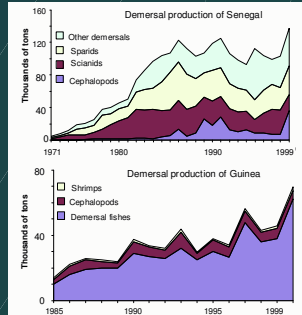 Demersal production of Senegal
Thousands of tons
160
120
80
40
0
Other demersals
Sparids
Scianids
Cephalopods
1971 1980 1990 1999
Demersal production of Guinea
Thousands of tons
80
40
0
Shrimps
Cephalopods
Demersal fishes
1985 1990 1995 1999